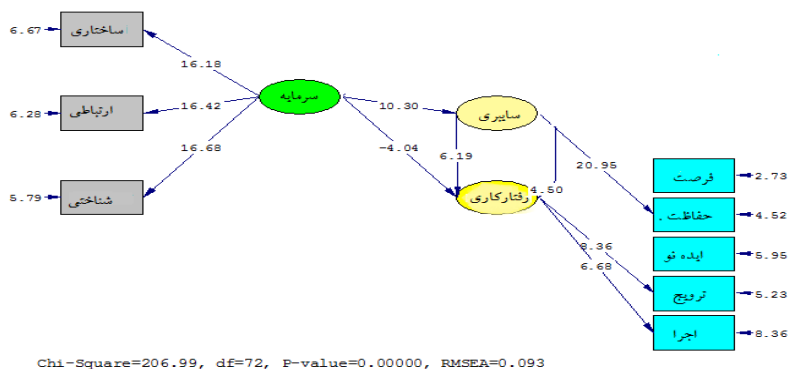 6.67
ساختاری
16.18
6.28
ارتباطی
16.42
سرمایه
10.30
سایبری
5.79
شناختی
16.68
-4.04
6.19
20.95
رفتارکاری
4.50
فرصت
2.73
حفاظت .
4.52
8.36
ایده نو
5.95
6.68
ترویج
5.23
اجرا
8.36
Chi-Square=206.99, df=72, P-value=0.00000, RMSEA=0.093